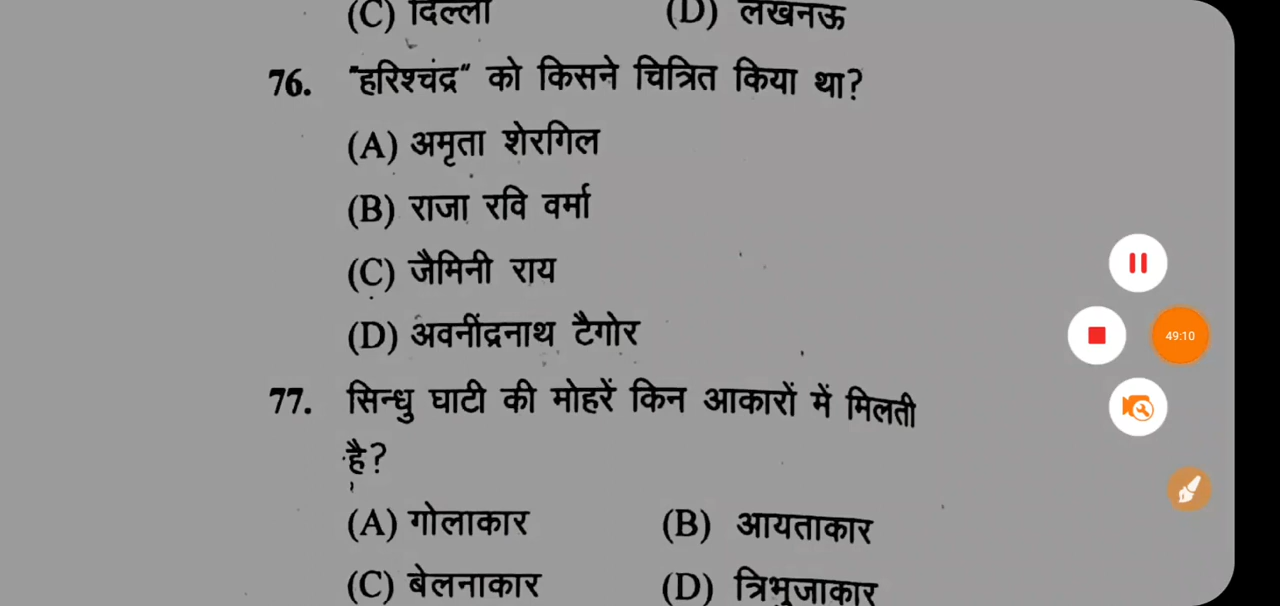 (C) दिल्ली (D) लखनऊ
76. "हरिश्चंद्र" को किसने चित्रित किया था?
(A) अमृता शेरगिल
(B) राजा रवि वर्मा
(C) जैमिनी राय
(D) अवनींद्रनाथ टैगोर
77. सिन्धु घाटी की मोहरें किन आकारों में मिलती
है?
(A) गोलाकार (B) आयताकार
(C) बेलनाकार (D) त्रिभुजाकार
49:10